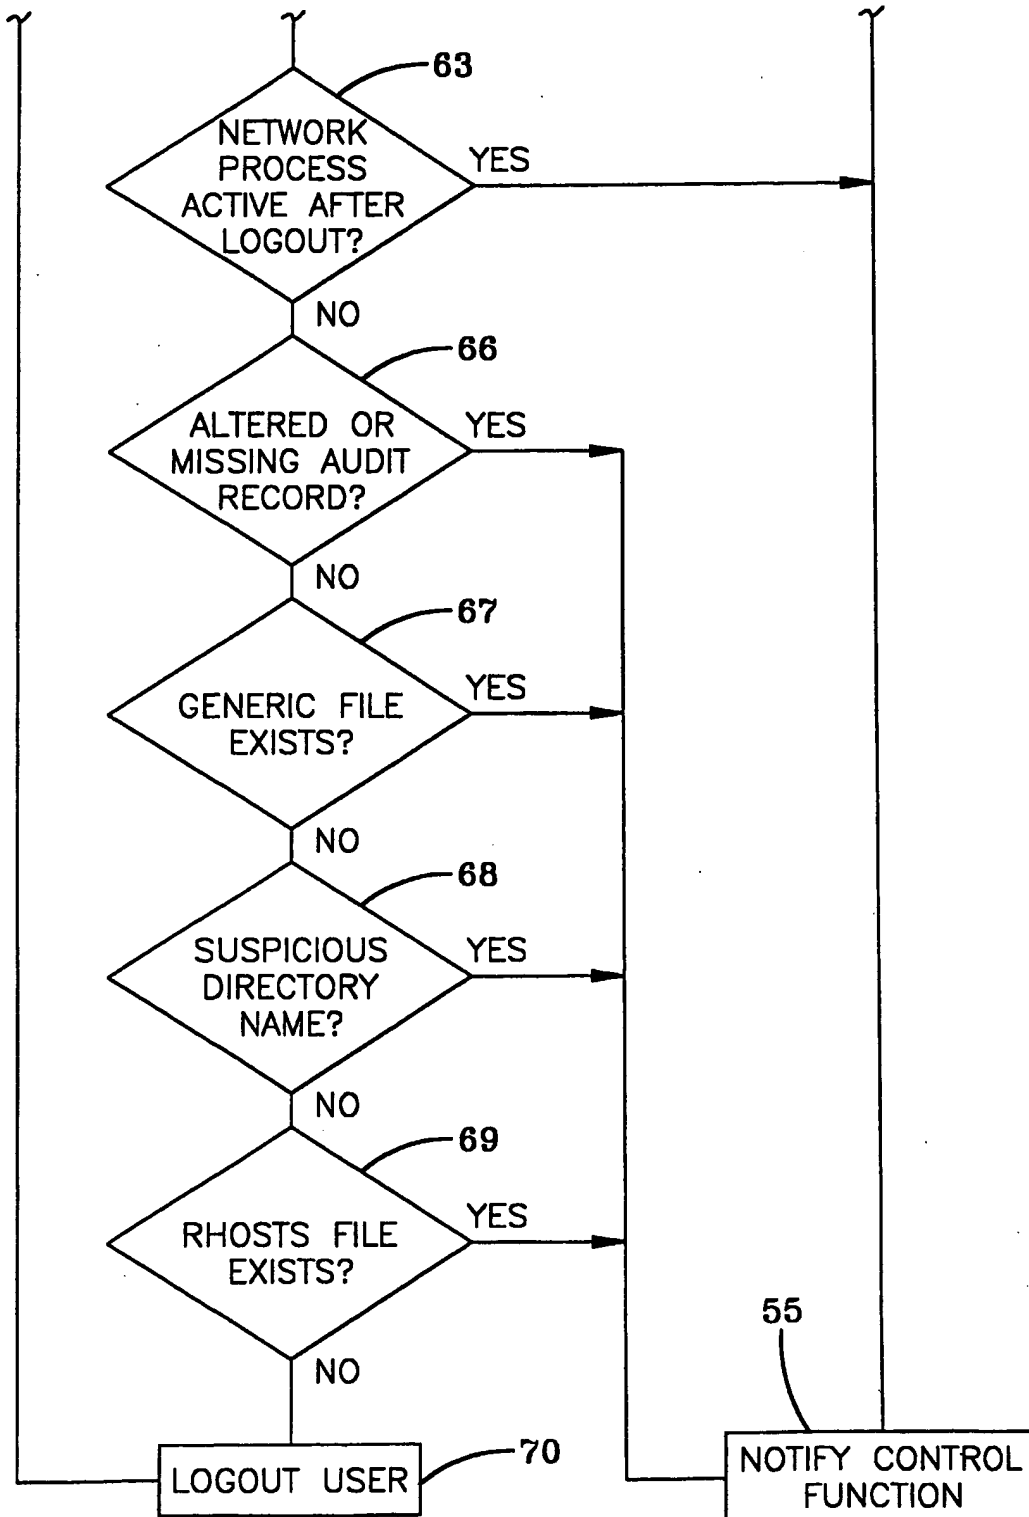 63
NETWORK
PROCESS
ACTIVE AFTER
LOGOUT?
YES
NO
66
ALTERED OR
MISSING AUDIT
RECORD?
YES
NO
67
GENERIC FILE
EXISTS?
YES
NO
68
SUSPICIOUS
DIRECTORY
NAME?
YES
NO
69
RHOSTS FILE
EXISTS?
YES
NO
55
70
LOGOUT USER
NOTIFY CONTROL
FUNCTION